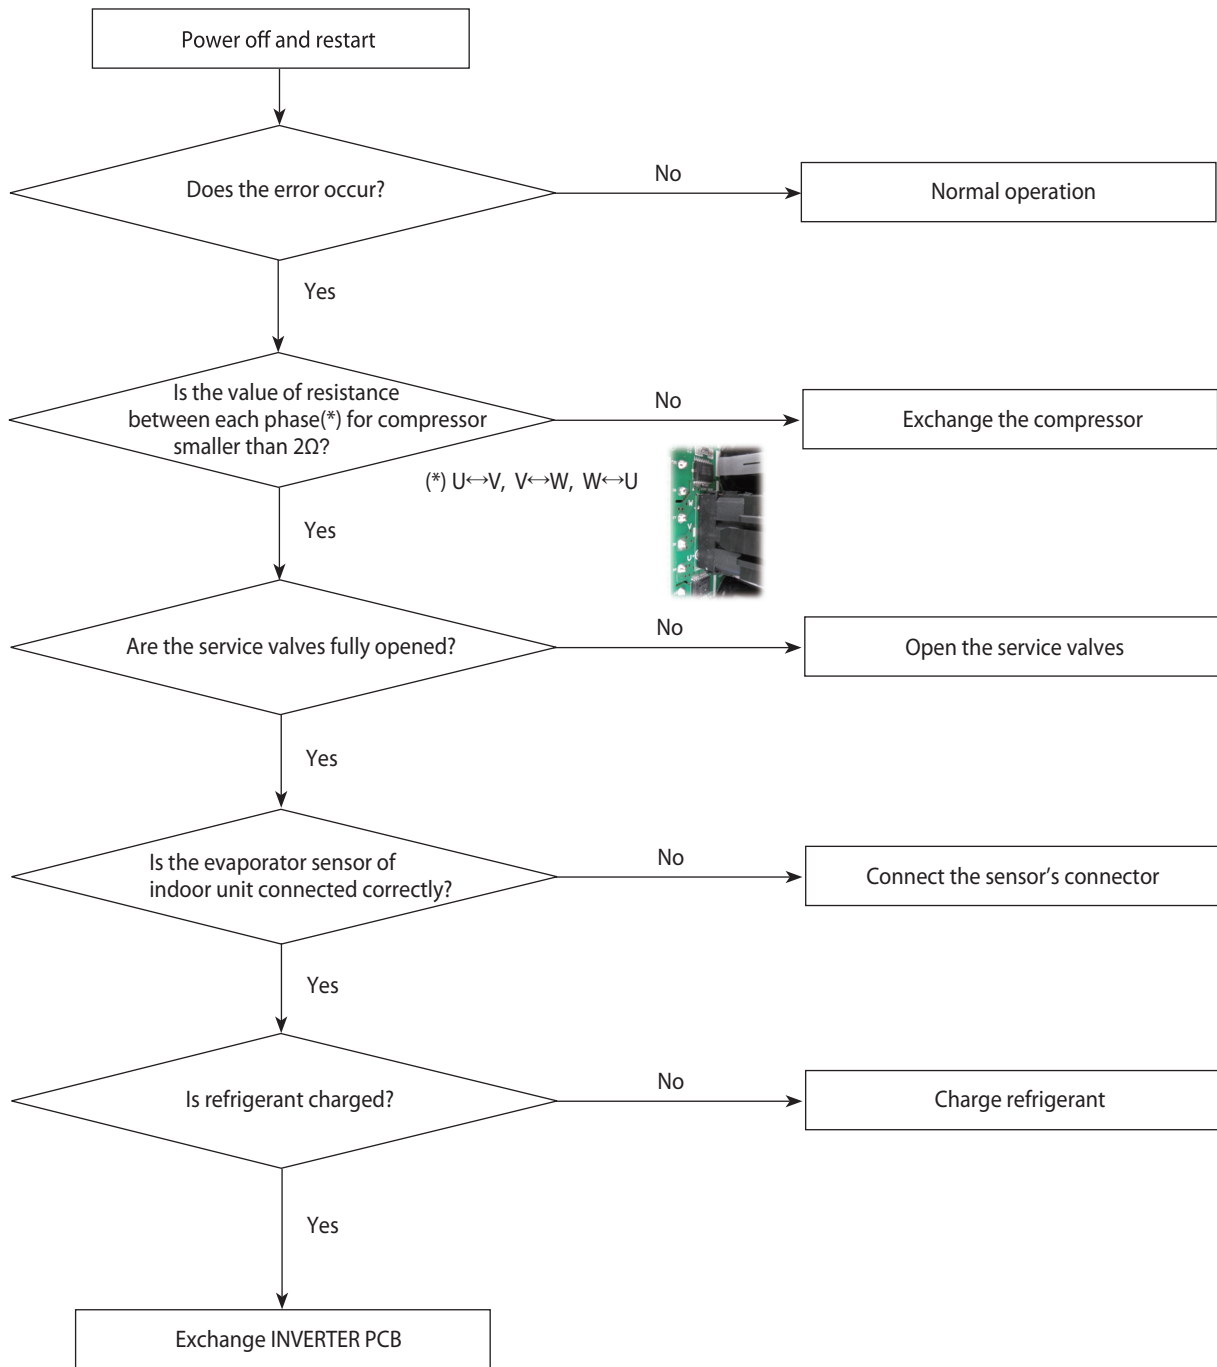 Power off and restart
Does the error occur?
No
Normal operation
Yes
Is the value of resistance
between each phase(*) for compressor
smaller than 2Ω?
No
Exchange the compressor
(*) U↔V, V↔W, W↔U
W
V
U
Yes
Are the service valves fully opened?
No
Open the service valves
Yes
Is the evaporator sensor of
indoor unit connected correctly?
No
Connect the sensor’s connector
Yes
Is refrigerant charged?
No
Charge refrigerant
Yes
Exchange INVERTER PCB